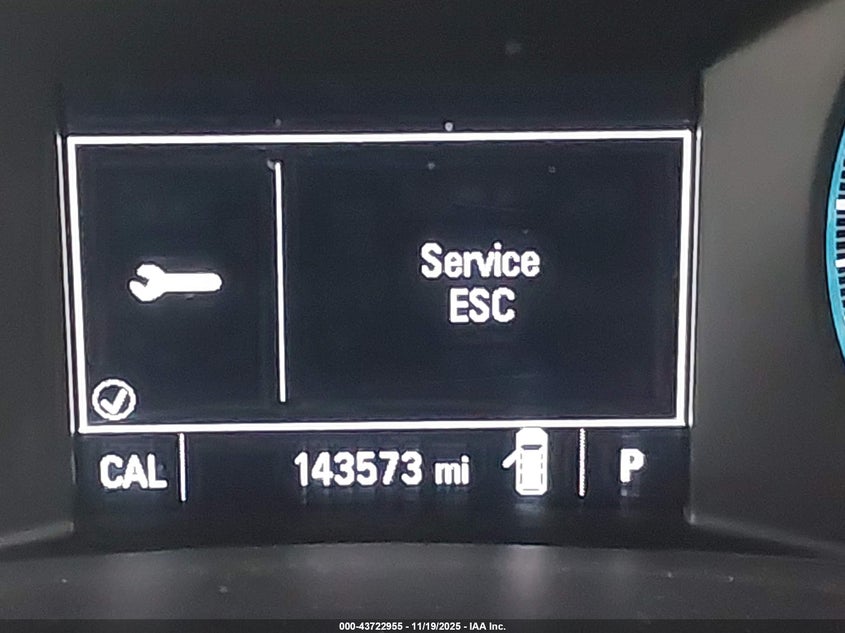 Service
ESC
CAL
143573 mi
P
000-43722955 - 11/19/2025 - IAA Inc.